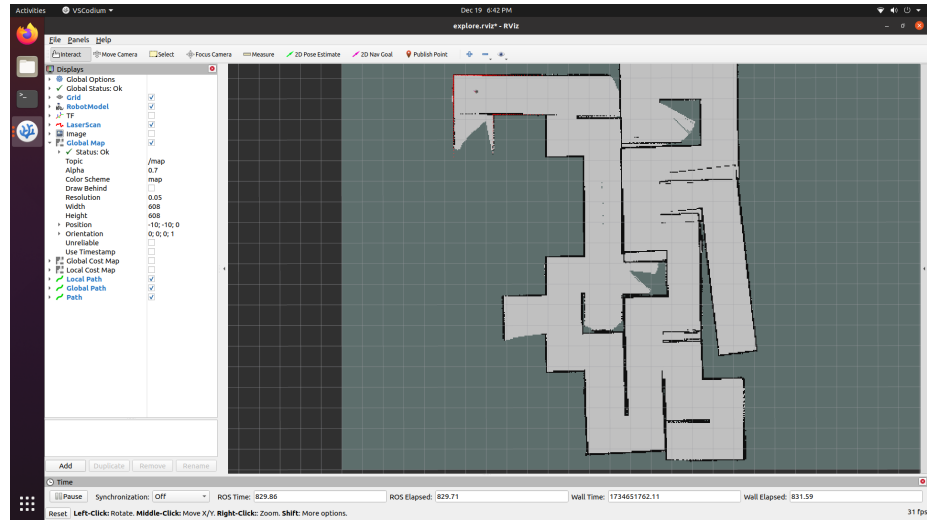 Activities
VSCodium
Dec 19 6:42 PM
explore.rviz* - RViz
File Panels Help
Interact Move Camera Select Focus Camera Measure 2D Pose Estimate 2D Nav Goal Publish Point
Displays
Global Options
Global Status: Ok
Grid
RobotModel
TF
LaserScan
Image
Global Map
Status: Ok
Topic /map
Alpha 0.7
Color Scheme map
Draw Behind
Resolution 0.05
Width 608
Height 608
Position -10; -10; 0
Orientation 0; 0; 0; 1
Unreliable
Use Timestamp
Global Cost Map
Local Cost Map
Local Path
Global Path
Path
Add Duplicate Remove Rename
Time
Pause Synchronization: Off ROS Time: 829.86 ROS Elapsed: 829.71 Wall Time: 1734651762.11 Wall Elapsed: 831.59
Reset Left-Click: Rotate. Middle-Click: Move X/Y. Right-Click:: Zoom. Shift: More options. 31 fps